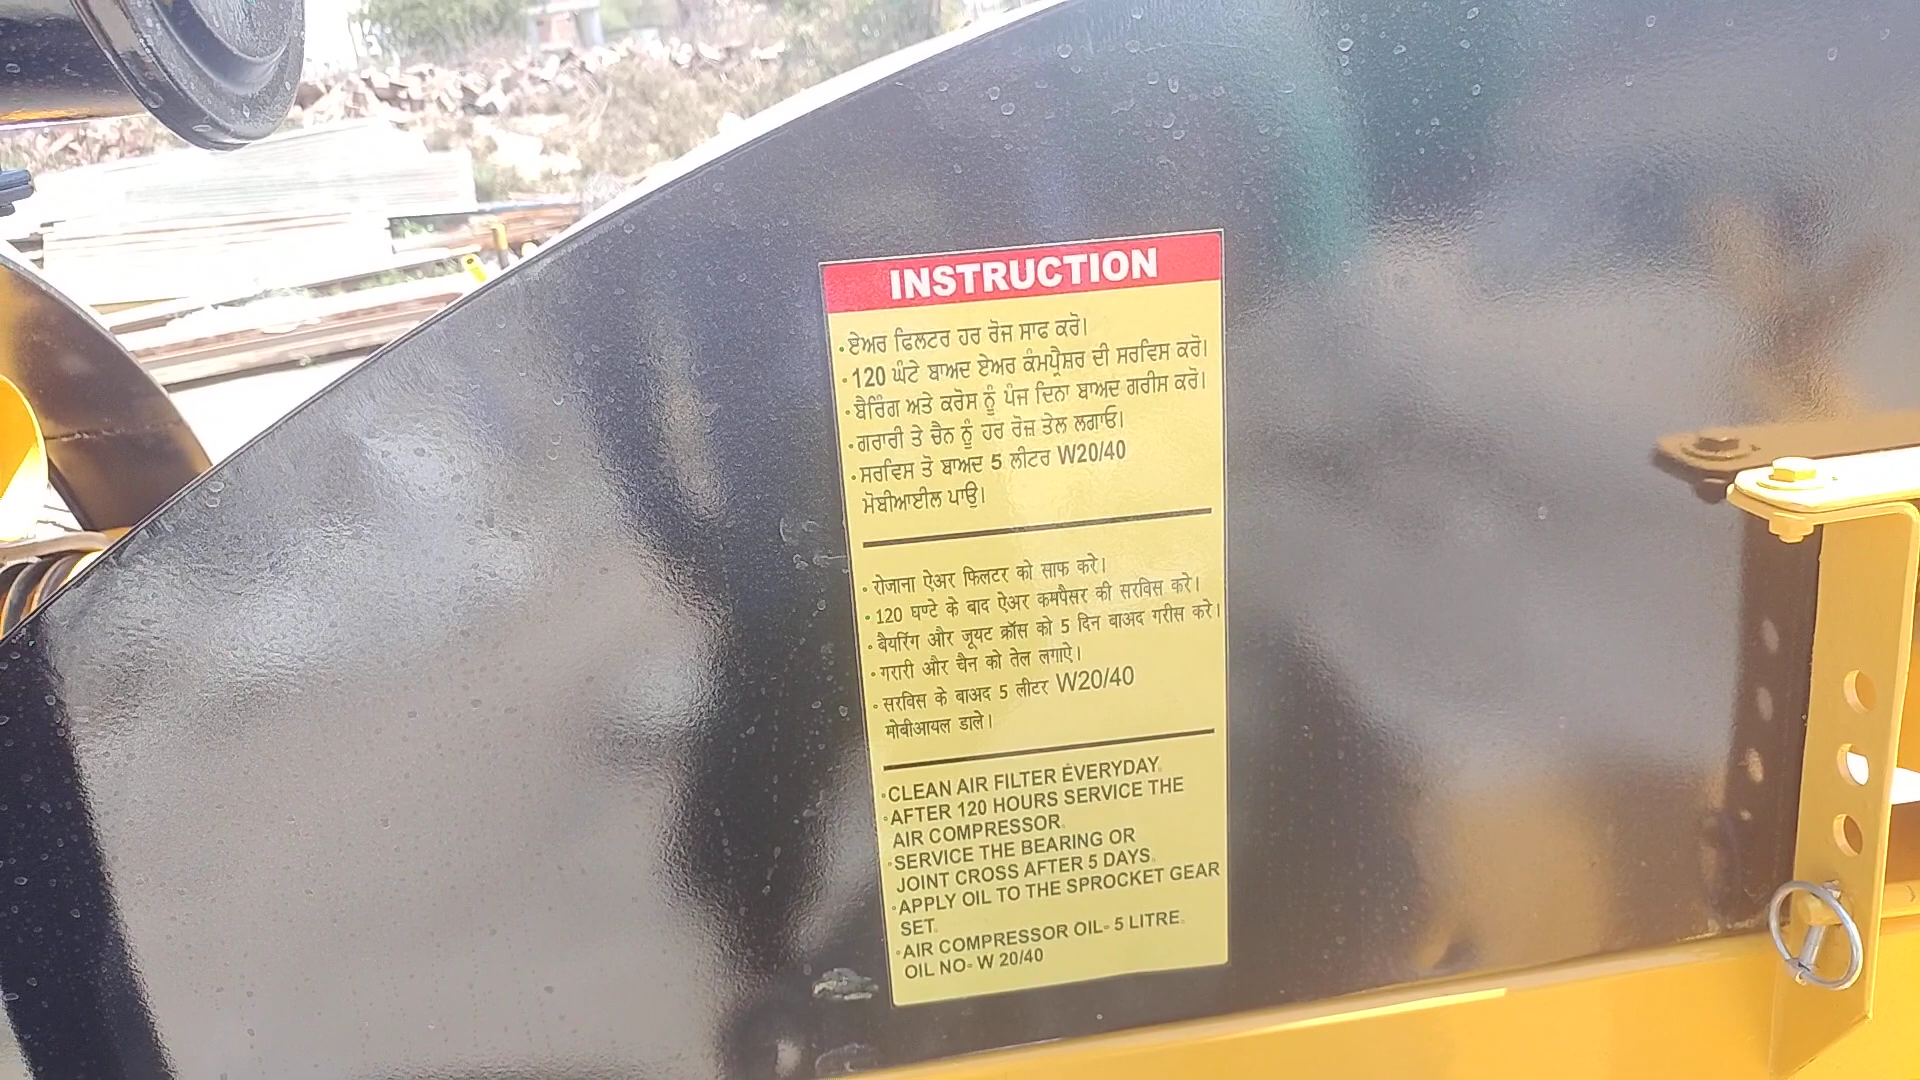 INSTRUCTION
• ਏਅਰ ਫਿਲਟਰ ਹਰ ਰੋਜ ਸਾਫ ਕਰੋ।
• 120 ਘੰਟੇ ਬਾਅਦ ਏਅਰ ਕੰਮਪ੍ਰੈਸ਼ਰ ਦੀ ਸਰਵਿਸ ਕਰੋ।
• ਬੈਰਿੰਗ ਅਤੇ ਕਰੋਸ ਨੂੰ ਪੰਜ ਦਿਨਾ ਬਾਅਦ ਗਰੀਸ ਕਰੋ।
• ਗਰਾਰੀ ਤੇ ਚੈਨ ਨੂੰ ਹਰ ਰੋਜ਼ ਤੇਲ ਲਗਾਓ।
• ਸਰਵਿਸ ਤੋ ਬਾਅਦ 5 ਲੀਟਰ W20/40
ਮੋਬੀਆਈਲ ਪਾਉ।
• रोजाना ऐअर फिलटर को साफ करे।
• 120 घण्टे के बाद ऐअर कमपैसर की सरविस करे।
• बैयरिंग और जूयट क्रॉस को 5 दिन बाअद गरीस करे।
• गरारी और चैन को तेल लगाऐ।
• सरविस के बाअद 5 लीटर W20/40
मोबीआयल डाले।
• CLEAN AIR FILTER EVERYDAY.
• AFTER 120 HOURS SERVICE THE
AIR COMPRESSOR.
• SERVICE THE BEARING OR
JOINT CROSS AFTER 5 DAYS.
• APPLY OIL TO THE SPROCKET GEAR
SET.
• AIR COMPRESSOR OIL- 5 LITRE.
OIL NO- W 20/40